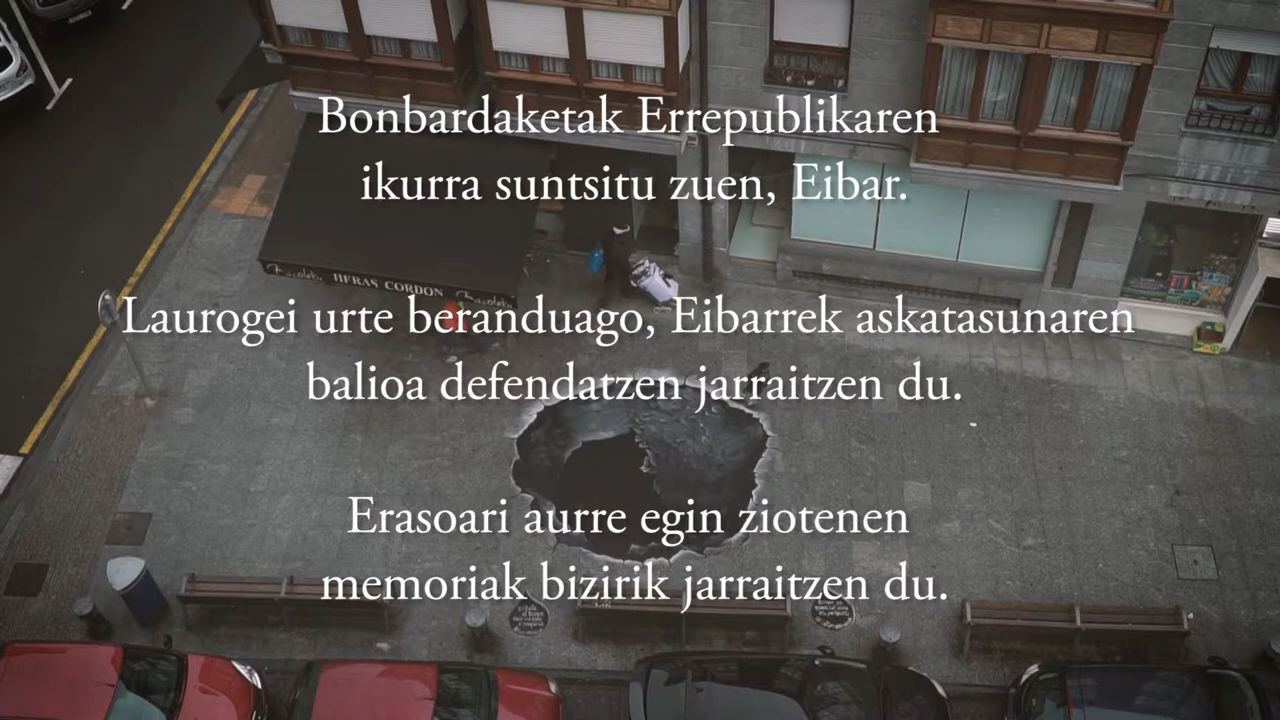 Bonbardaketak Errepublikaren
ikurra suntsitu zuen, Eibar.
Laurogei urte beranduago, Eibarrek askatasunaren
balioa defendatzen jarraitzen du.
Erasoari aurre egin ziotenen
memoriak bizirik jarraitzen du.